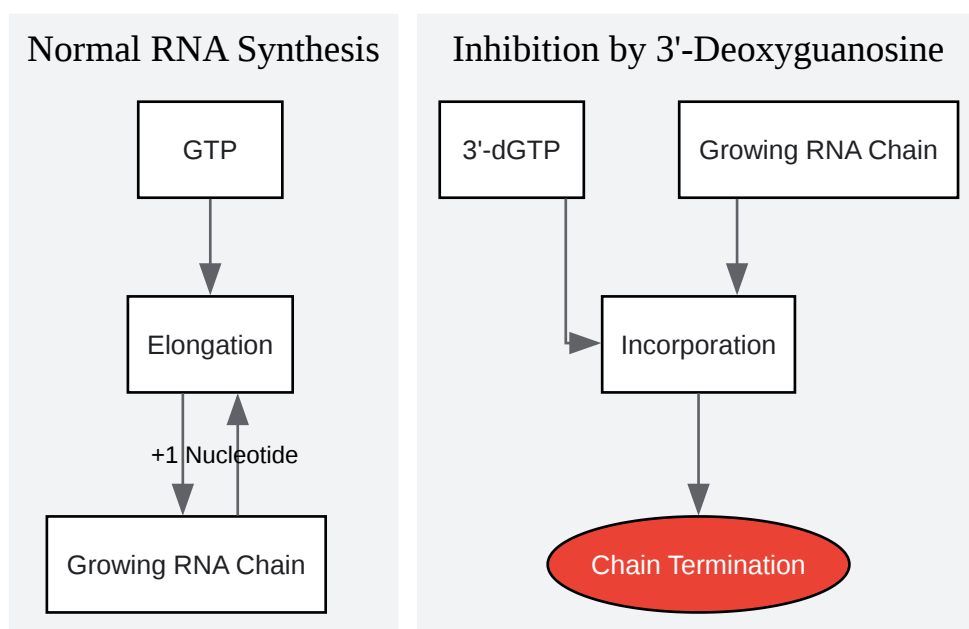 Normal RNA Synthesis
GTP
Elongation
+1 Nucleotide
Growing RNA Chain
Inhibition by 3'-Deoxyguanosine
3'-dGTP
Growing RNA Chain
Incorporation
Chain Termination